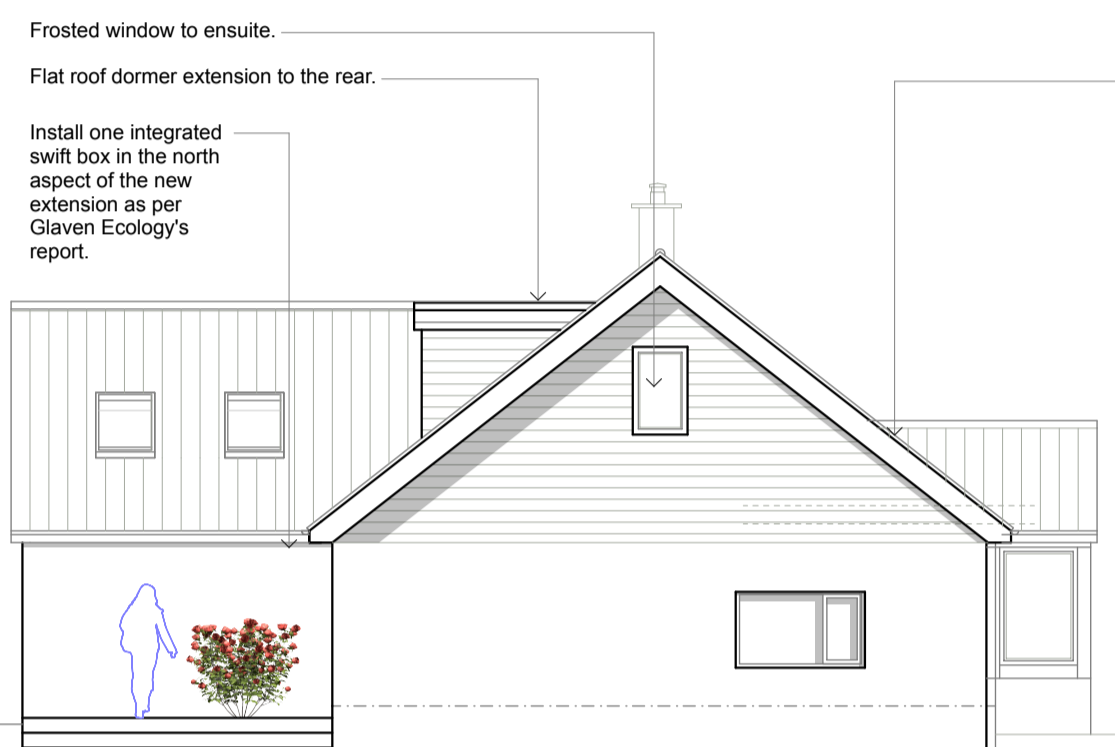 Frosted window to ensuite.
Flat roof dormer extension to the rear.
Install one integrated
swift box in the north
aspect of the new
extension as per
Glaven Ecology's
report.